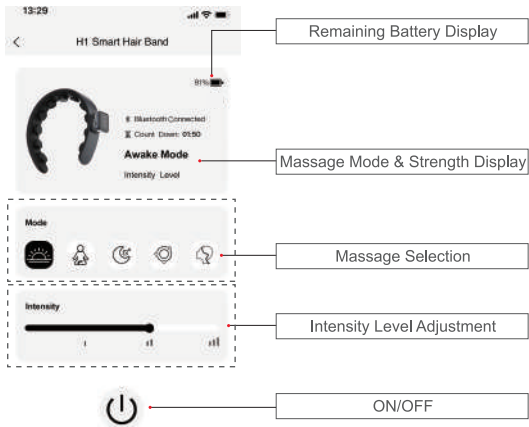 13:29
H1 Smart Hair Band
Remaining Battery Display
91%
Bluetooth Connected
Count Down: 01:50
Awake Mode
Massage Mode & Strength Display
Intensity Level
Mode
Massage Selection
Intensity
Intensity Level Adjustment
ON/OFF